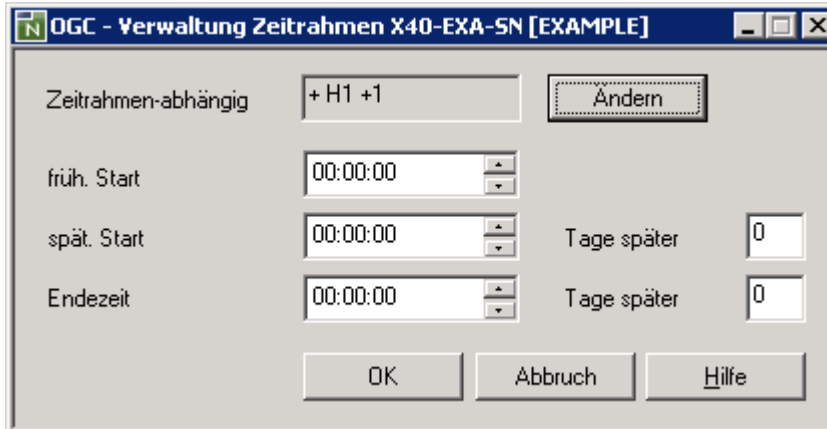 OGC - Verwaltung Zeitrahmen X40-EXA-SN [EXAMPLE]
Zeitrahmen-abhängig + H1 +1 Ändern
früh. Start 00:00:00
spät. Start 00:00:00 Tage später 0
Endezeit 00:00:00 Tage später 0
OK Abbruch Hilfe